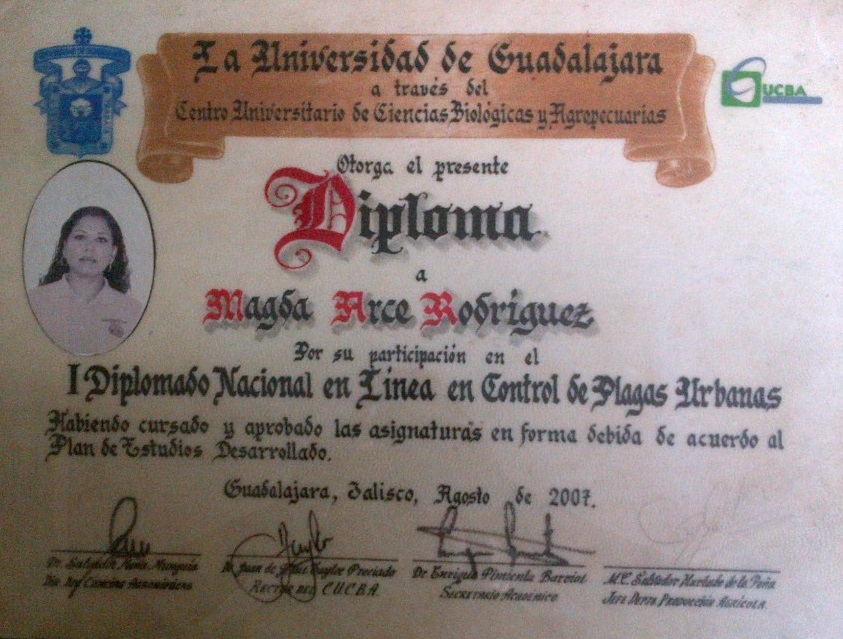 La Universidad de Guadalajara
a través del
Centro Universitario de Ciencias Biológicas y Agropecuarias
UCBA
Otorga el presente
Diploma
a
Magda Arce Rodriguez
Por su participación en el
I Diplomado Nacional en Línea en Control de Plagas Urbanas
Habiendo cursado y aprobado las asignaturas en forma debida de acuerdo al
Plan de Estudios Desarrollado.
Guadalajara, Jalisco, Agosto de 2007.
Dr. Salvador Mena Munguía
Div. de Ciencias Agronómicas
Juan de Jesús Taylor Preciado
Rector del C.U.C.B.A.
Dr. Enrique Pimienta Barrios
Secretario Académico
M.C. Salvador Hurtado de la Peña
Jefe Depto. Producción Agrícola.